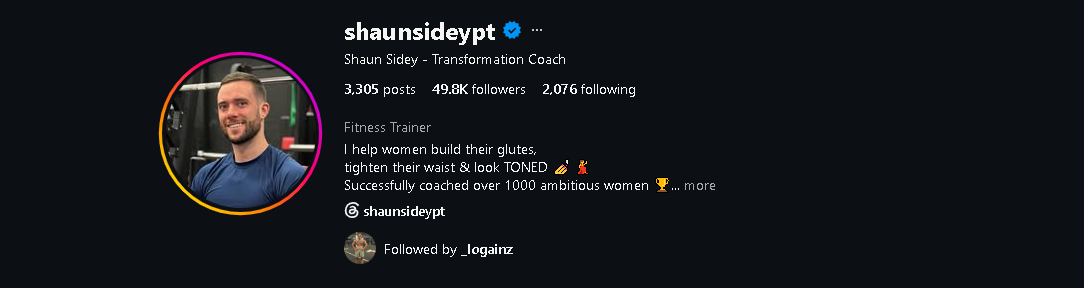 shaunsideypt ...
Shaun Sidey - Transformation Coach
3,305 posts 49.8K followers 2,076 following
Fitness Trainer
I help women build their glutes,
tighten their waist & look TONED 💅 💃
Successfully coached over 1000 ambitious women 🏆... more
shaunsideypt
Followed by _logainz